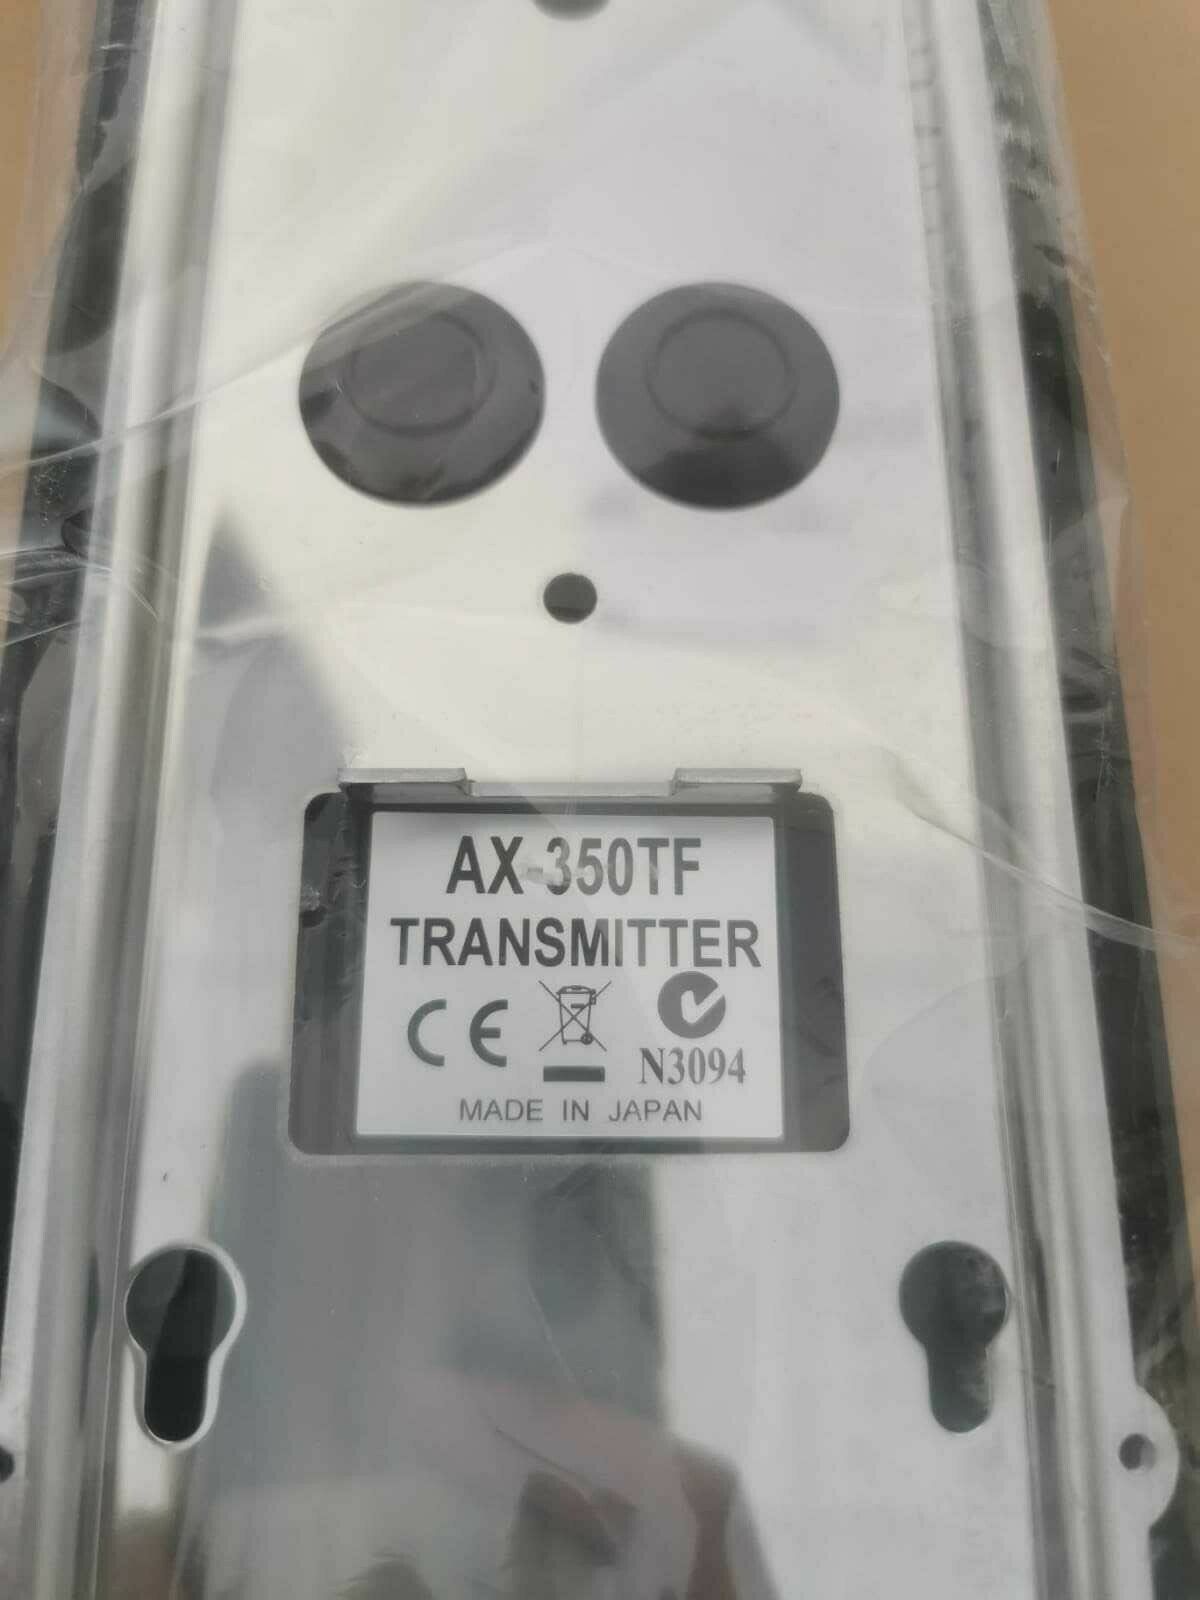 AX-350TF
TRANSMITTER
CE
N3094
MADE IN JAPAN